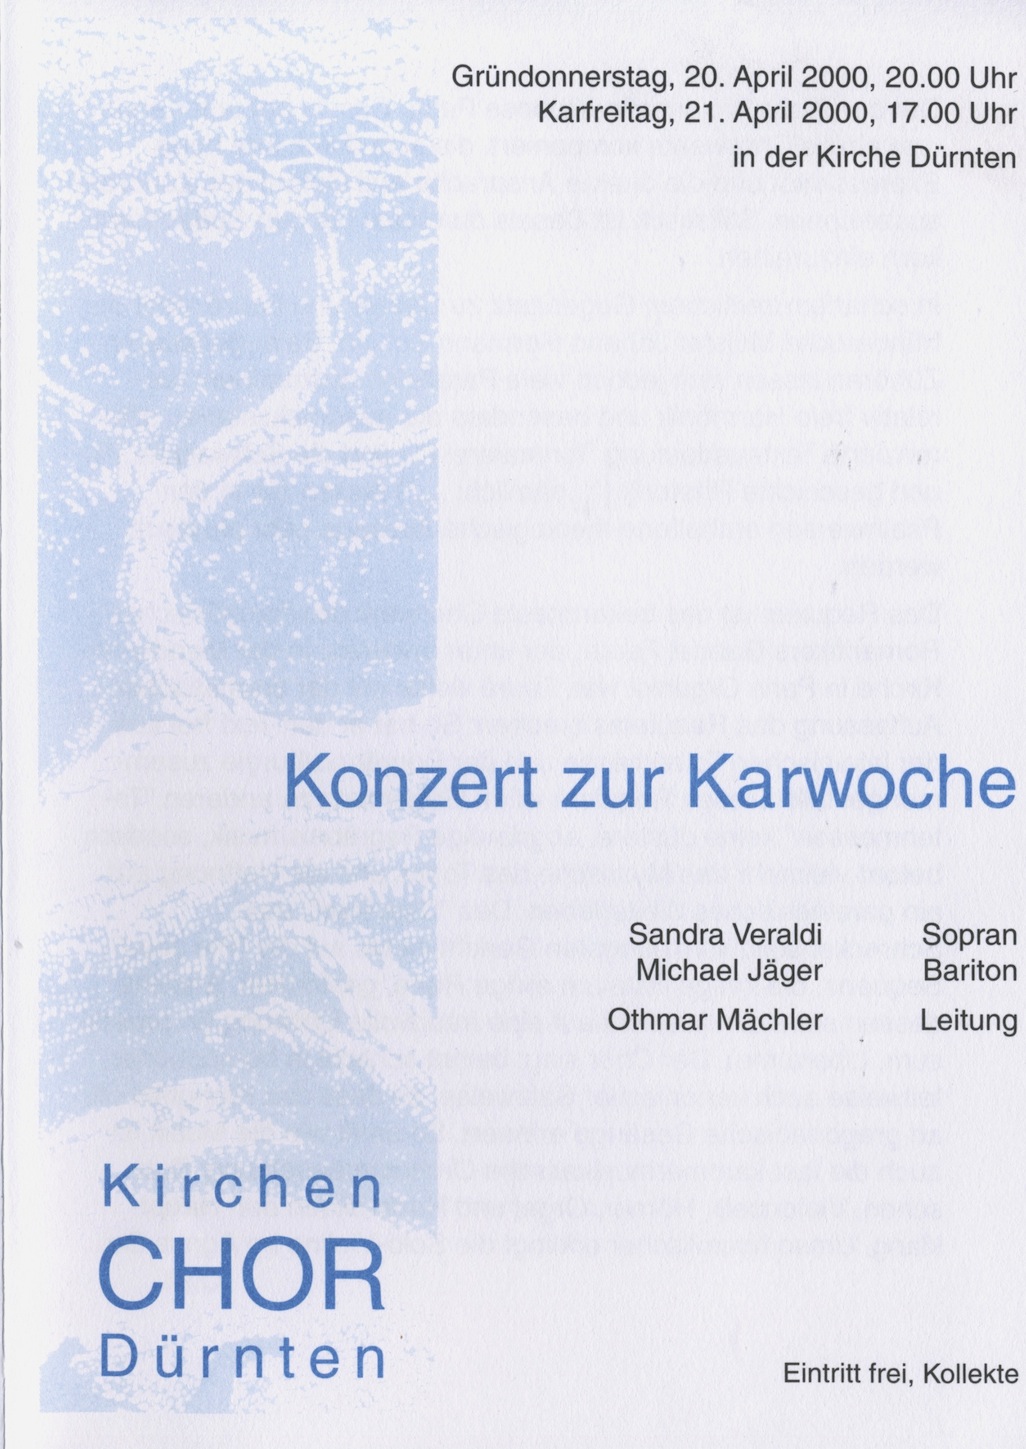 Gründonnerstag, 20. April 2000, 20.00 Uhr
Karfreitag, 21. April 2000, 17.00 Uhr
in der Kirche Dürnten
Konzert zur Karwoche
Sandra Veraldi Sopran
Michael Jäger Bariton
Othmar Mächler Leitung
Kirchen
CHOR
Dürnten
Eintritt frei, Kollekte